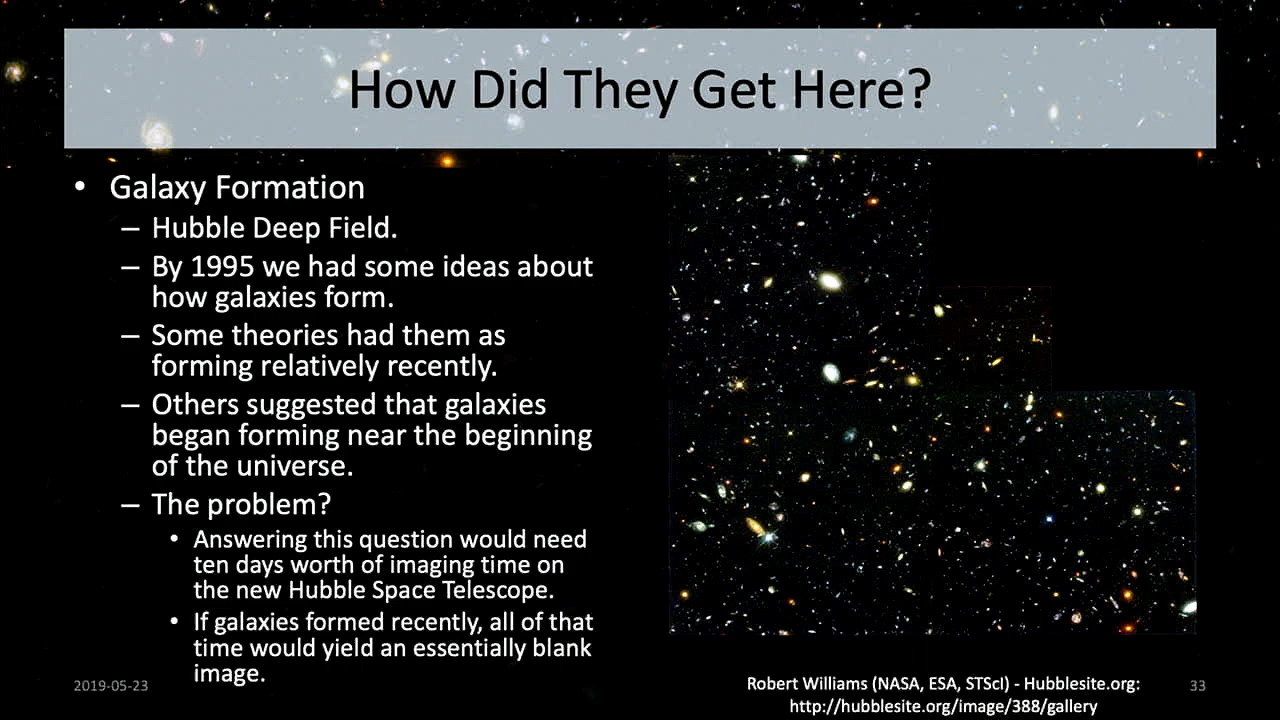 How Did They Get Here?
• Galaxy Formation
– Hubble Deep Field.
– By 1995 we had some ideas about
how galaxies form.
– Some theories had them as
forming relatively recently.
– Others suggested that galaxies
began forming near the beginning
of the universe.
– The problem?
• Answering this question would need
ten days worth of imaging time on
the new Hubble Space Telescope.
• If galaxies formed recently, all of that
time would yield an essentially blank
image.
2019-05-23
Robert Williams (NASA, ESA, STScI) - Hubblesite.org:
http://hubblesite.org/image/388/gallery
33